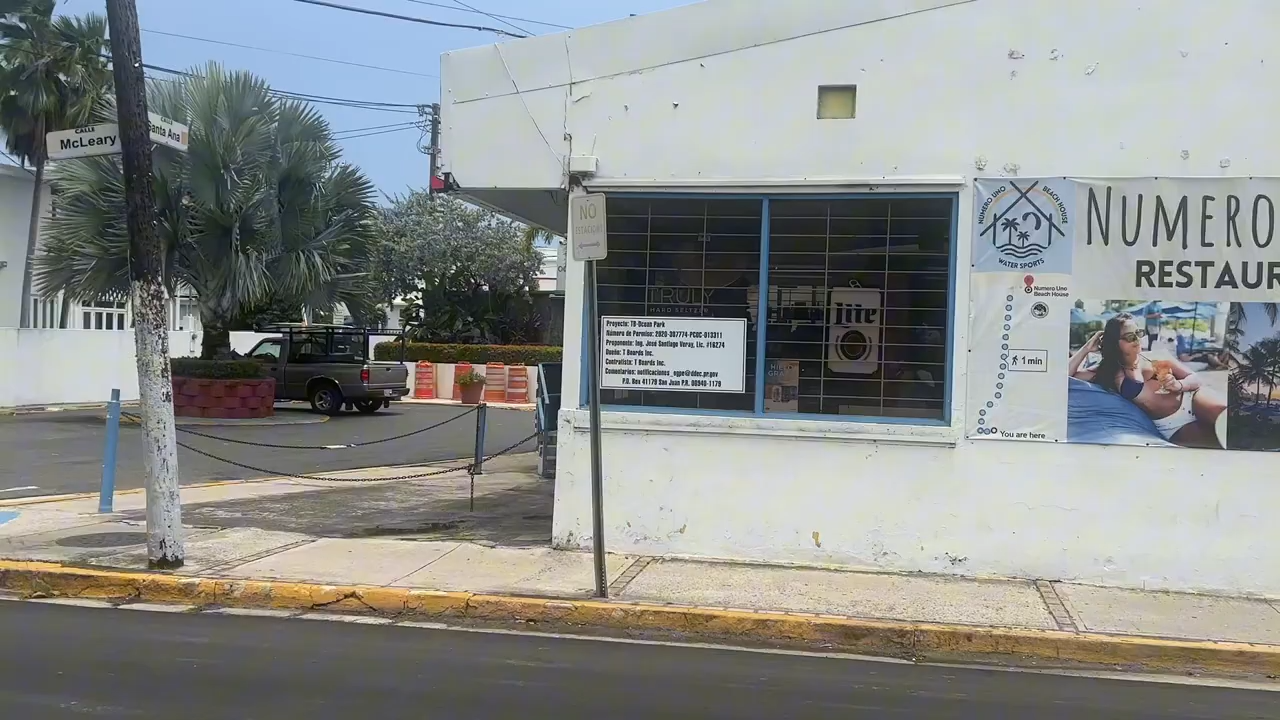 CALLE
McLeary
CALLE
Santa Ana
NO
ESTACIONE
TRULY
HARD SELTZER
lite
Proyecto: TB-Ocean Park
Número de Permiso: 2020-307774-PCOC-013311
Proponente: Ing. José Santiago Veray, Lic. #16274
Dueño: T Boards Inc.
Contratista: T Boards Inc.
Comentarios: notificaciones_ogpe@ddec.pr.gov
P.O. Box 41179 San Juan P.R. 00940-1179
NUMERO UNO BEACH HOUSE
WATER SPORTS
NUMERO
RESTAUR
Numero Uno
Beach House
1 min
You are here